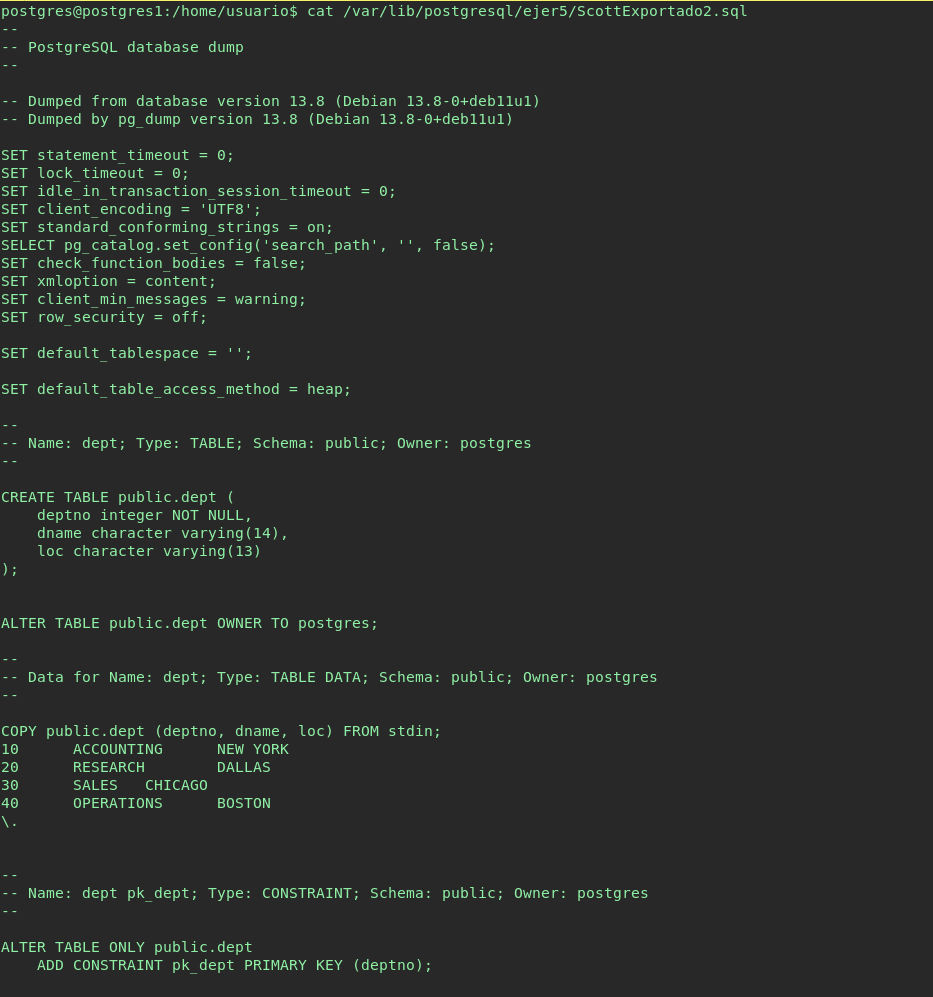 postgres@postgres1:/home/usuario$ cat /var/lib/postgresql/ejer5/ScottExportado2.sql
--
-- PostgreSQL database dump
--

-- Dumped from database version 13.8 (Debian 13.8-0+deb11u1)
-- Dumped by pg_dump version 13.8 (Debian 13.8-0+deb11u1)

SET statement_timeout = 0;
SET lock_timeout = 0;
SET idle_in_transaction_session_timeout = 0;
SET client_encoding = 'UTF8';
SET standard_conforming_strings = on;
SELECT pg_catalog.set_config('search_path', '', false);
SET check_function_bodies = false;
SET xmloption = content;
SET client_min_messages = warning;
SET row_security = off;

SET default_tablespace = '';

SET default_table_access_method = heap;

--
-- Name: dept; Type: TABLE; Schema: public; Owner: postgres
--

CREATE TABLE public.dept (
    deptno integer NOT NULL,
    dname character varying(14),
    loc character varying(13)
);


ALTER TABLE public.dept OWNER TO postgres;

--
-- Data for Name: dept; Type: TABLE DATA; Schema: public; Owner: postgres
--

COPY public.dept (deptno, dname, loc) FROM stdin;
10      ACCOUNTING      NEW YORK
20      RESEARCH        DALLAS
30      SALES   CHICAGO
40      OPERATIONS      BOSTON
\.


--
-- Name: dept pk_dept; Type: CONSTRAINT; Schema: public; Owner: postgres
--

ALTER TABLE ONLY public.dept
    ADD CONSTRAINT pk_dept PRIMARY KEY (deptno);